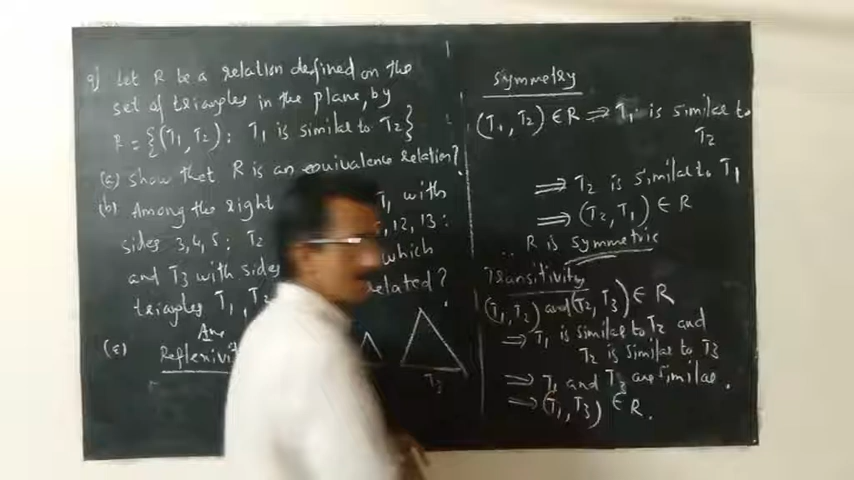 9) Let R be a relation defined on the
set of triangles in the plane, by
R = {(T1, T2) : T1 is similar to T2}
(a) Show that R is an equivalence relation?
(b) Among the right T1 with
sides 3, 4, 5 ; T2 , 12, 13 :
and T3 with sides which
triangles T1, T2 related?
Ans
(a) Reflexivi
T3
Symmetry
(T1, T2) ∈ R ⇒ T1 is similar to
T2
⇒ T2 is similar to T1
⇒ (T2, T1) ∈ R
∴ R is symmetric
Transitivity
(T1, T2) and (T2, T3) ∈ R
⇒ T1 is similar to T2 and
T2 is similar to T3
⇒ T1 and T3 are similar.
⇒ (T1, T3) ∈ R.